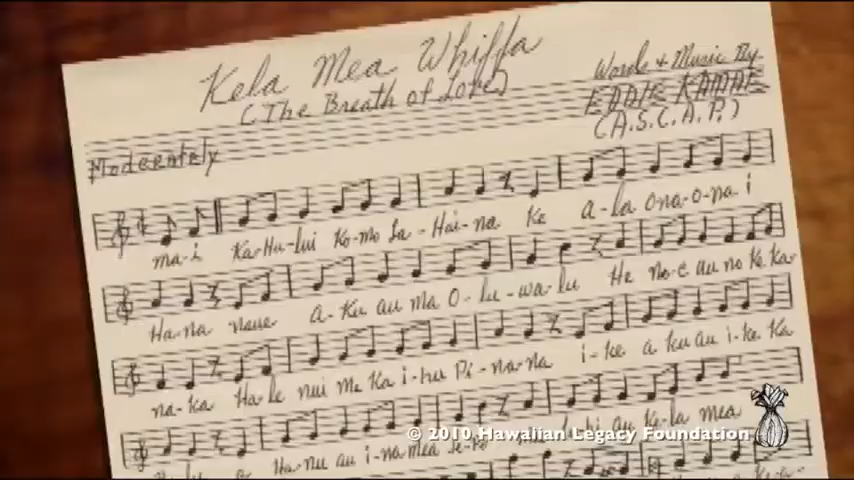 Kela Mea Whiffa
(The Breath of Love)
Words & Music By
EDDIE KAMAE
(A.S.C.A.P.)
Moderately
ma-i Ka-Hu-lui Ko-mo La-Hai-na Ke a-la ona-o-na i
Ha-na naue a-Ku au ma O-lu-wa-lu He no-e au no Ke Ka
na-ka Ha-le nui me Ka i-hu Pi-na-na i-ke a Ku au i-Ke Ka
Ha-nu au i-na mea au Ke-la mea
© 2010 Hawaiian Legacy Foundation